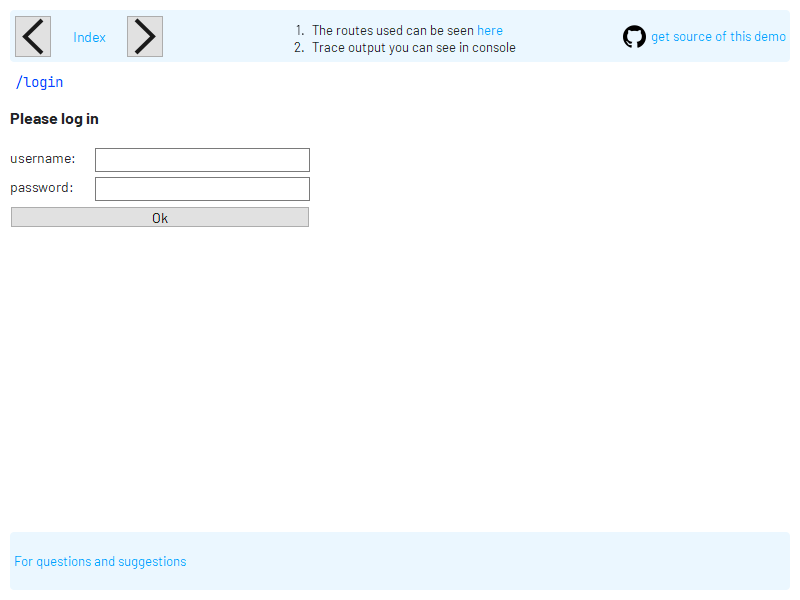 Index
1. The routes used can be seen here
2. Trace output you can see in console
get source of this demo
/login
Please log in
username:
password:
Ok
For questions and suggestions